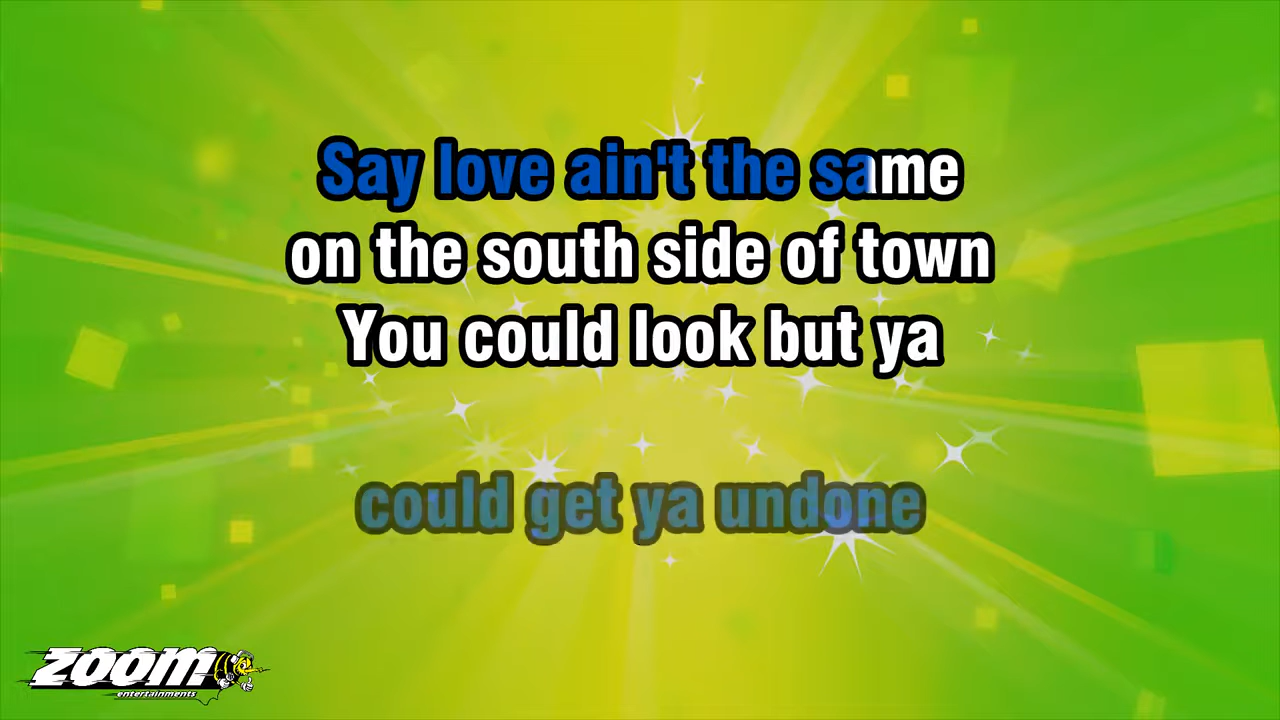 Say love ain't the same
on the south side of town
You could look but ya
could get ya undone
ZOOM
entertainments